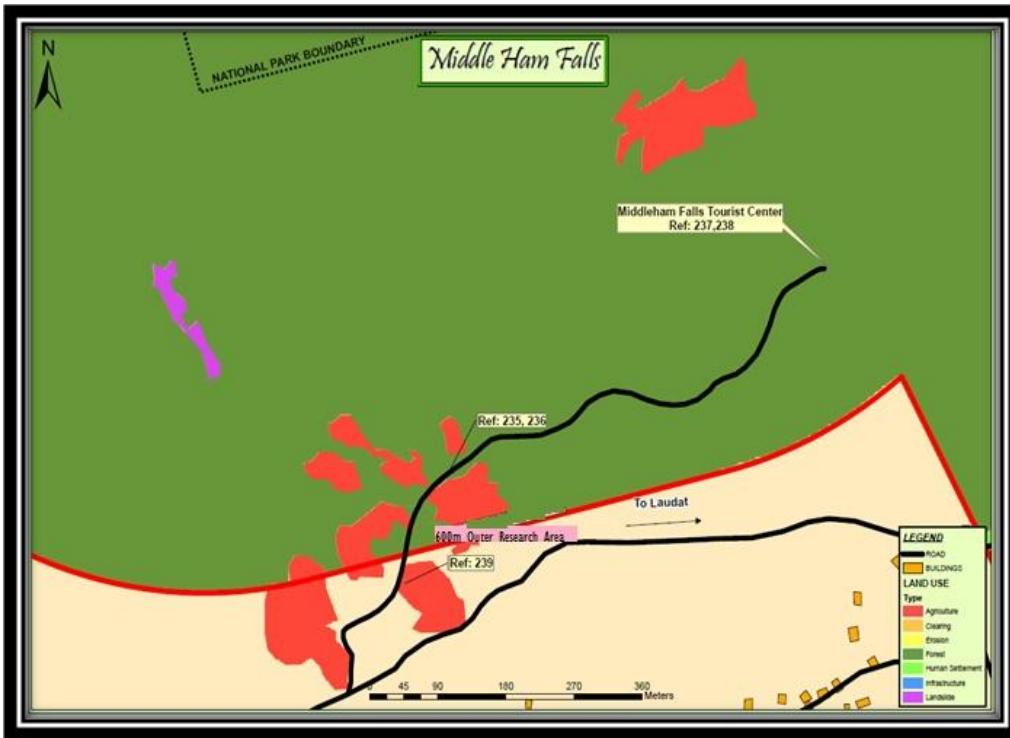 N
NATIONAL PARK BOUNDARY
Middle Ham Falls
Middleham Falls Tourist Center
Ref: 237,238
Ref: 235, 236
To Laudat
600m Outer Research Area
Ref: 239
0 45 90 180 270 360
Meters
LEGEND
ROAD
BUILDINGS
LAND USE
Type
Agriculture
Clearing
Erosion
Forest
Human Settlement
Infrastructure
Landslide